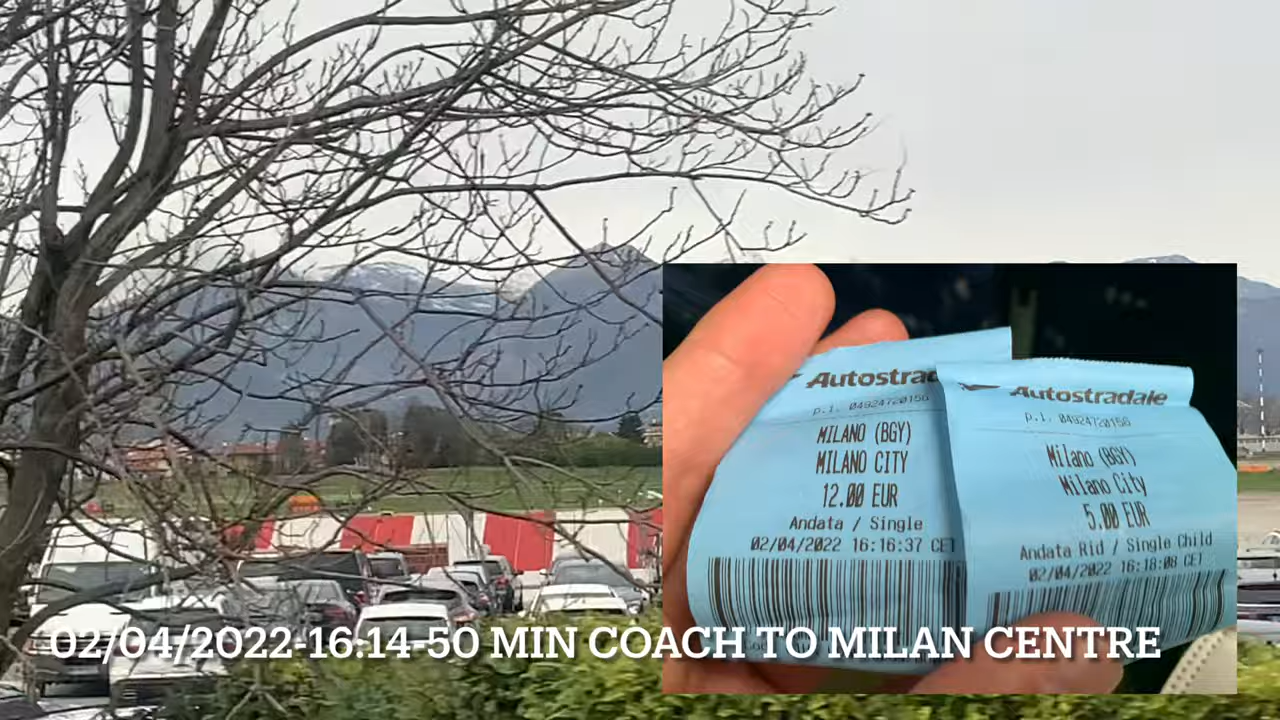 Autostrad
p.i. 04924720156
MILANO (BGY)
MILANO CITY
12.00 EUR
Andata / Single
02/04/2022 16:16:37 CET
Autostradale
p.i. 04924720156
Milano (BGY)
Milano City
5.00 EUR
Andata Rid / Single Child
02/04/2022 16:18:08 CET
02/04/2022-16:14-50 MIN COACH TO MILAN CENTRE